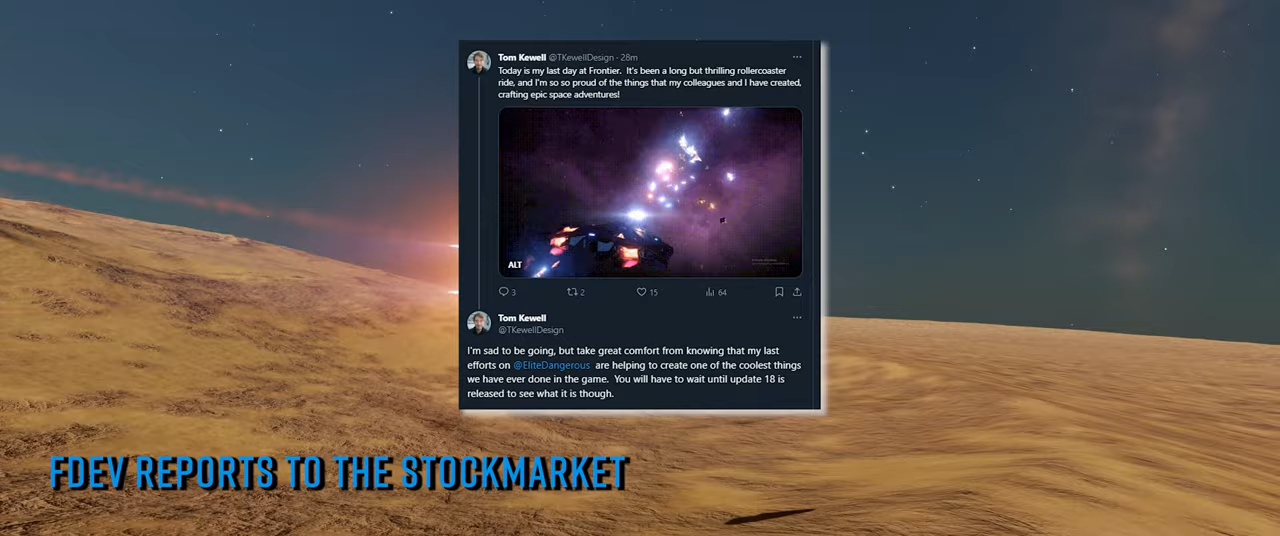 Tom Kewell @TKewellDesign · 28m
Today is my last day at Frontier. It's been a long but thrilling rollercoaster
ride, and I'm so so proud of the things that my colleagues and I have created,
crafting epic space adventures!
ALT
3 2 15 64
Tom Kewell
@TKewellDesign
I'm sad to be going, but take great comfort from knowing that my last
efforts on @EliteDangerous are helping to create one of the coolest things
we have ever done in the game. You will have to wait until update 18 is
released to see what it is though.
FDEV REPORTS TO THE STOCKMARKET